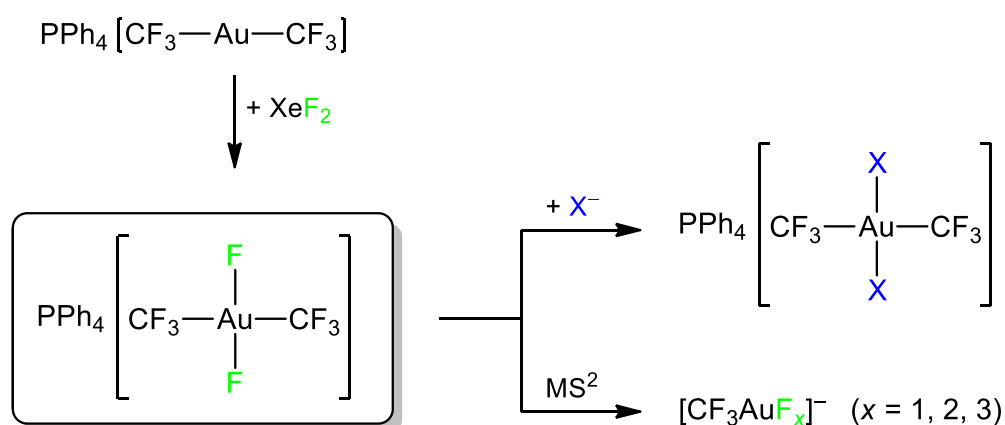 PPh4[CF3—Au—CF3]
+ XeF2
F
PPh4[CF3—Au—CF3]
F
+ X−
X
PPh4[CF3—Au—CF3]
X
MS2
[CF3AuFx]− (x = 1, 2, 3)